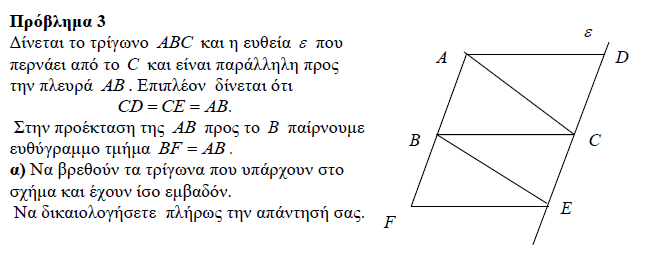 Πρόβλημα 3
Δίνεται το τρίγωνο ABC και η ευθεία ε που
περνάει από το C και είναι παράλληλη προς
την πλευρά AB. Επιπλέον δίνεται ότι
CD = CE = AB.
Στην προέκταση της AB προς το B παίρνουμε
ευθύγραμμο τμήμα BF = AB.
α) Να βρεθούν τα τρίγωνα που υπάρχουν στο
σχήμα και έχουν ίσο εμβαδόν.
Να δικαιολογήσετε πλήρως την απάντησή σας.
ε
A
D
B
C
E
F